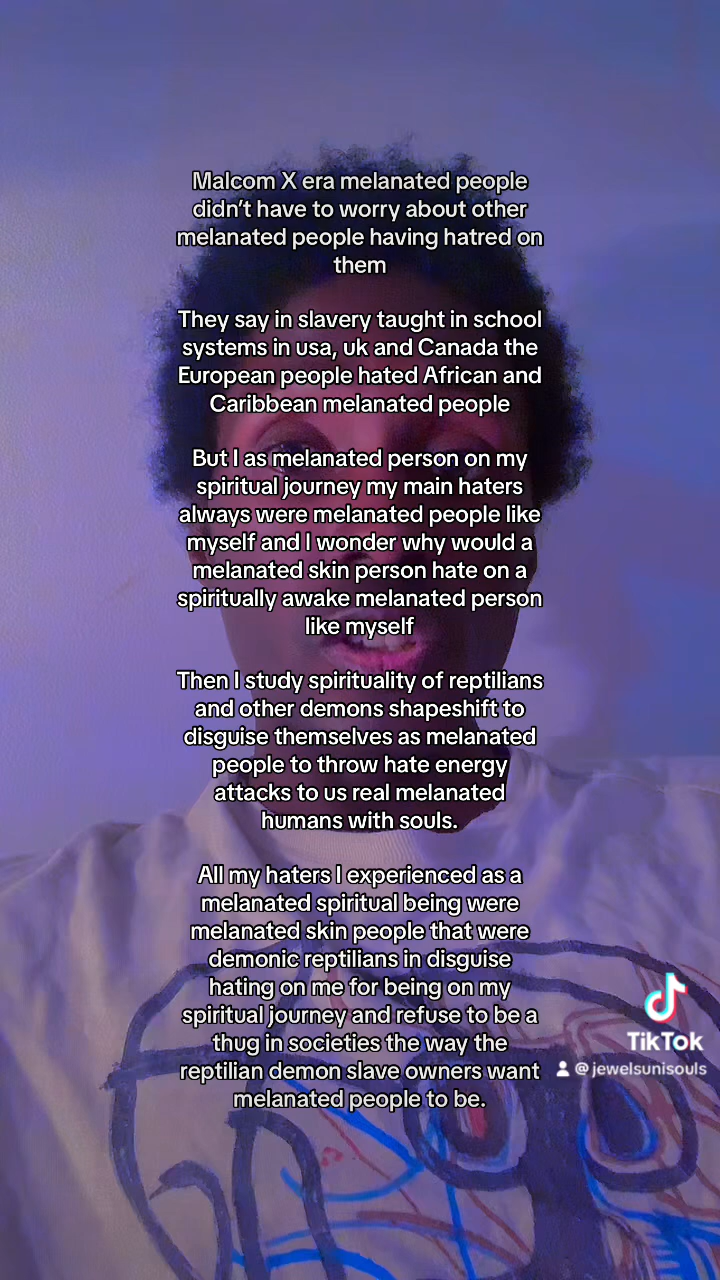 Malcom X era melanated people
didn't have to worry about other
melanated people having hatred on
them
They say in slavery taught in school
systems in usa, uk and Canada the
European people hated African and
Caribbean melanated people
But I as melanated person on my
spiritual journey my main haters
always were melanated people like
myself and I wonder why would a
melanated skin person hate on a
spiritually awake melanated person
like myself
Then I study spirituality of reptilians
and other demons shapeshift to
disguise themselves as melanated
people to throw hate energy
attacks to us real melanated
humans with souls.
All my haters I experienced as a
melanated spiritual being were
melanated skin people that were
demonic reptilians in disguise
hating on me for being on my
spiritual journey and refuse to be a
thug in societies the way the
reptilian demon slave owners want
melanated people to be.
TikTok
@jewelsunisouls